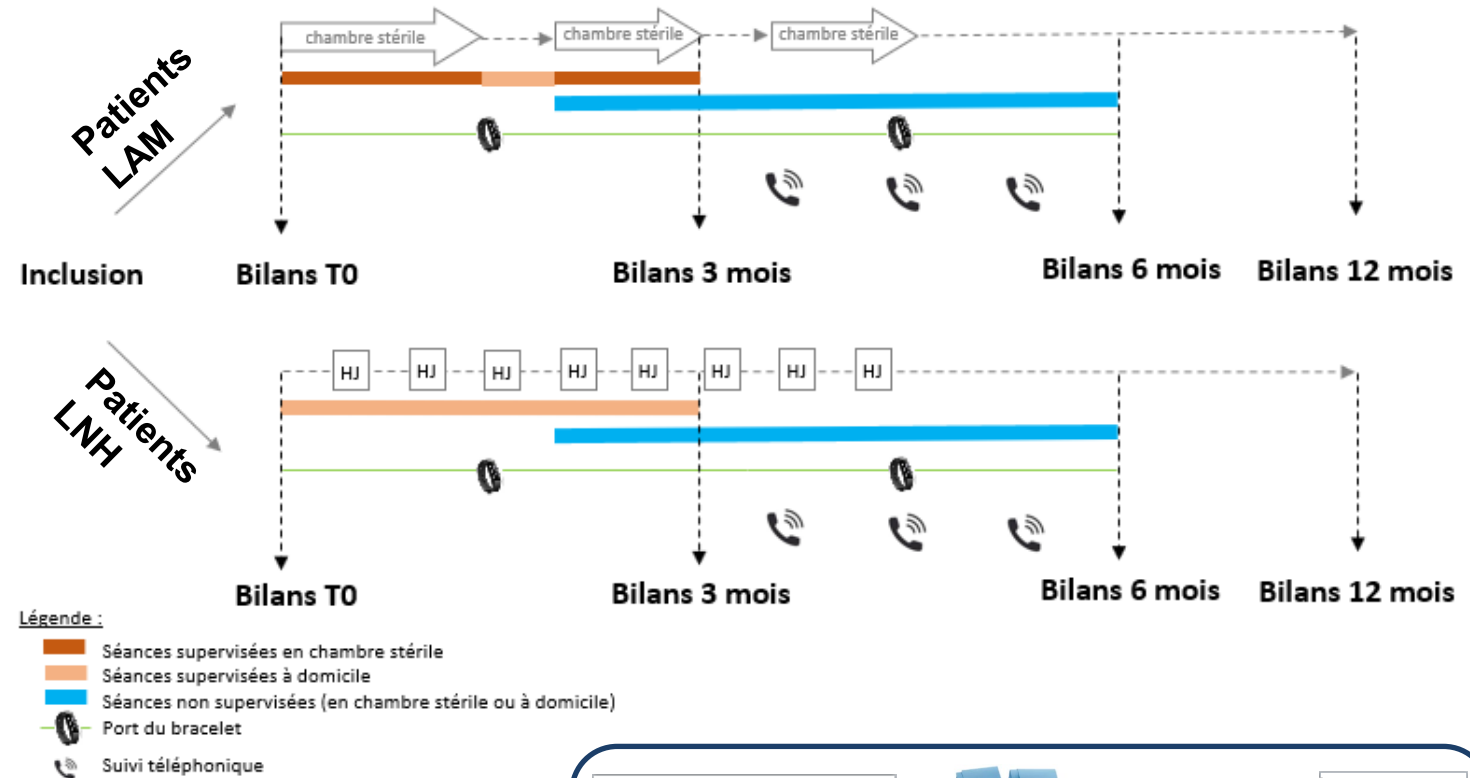 chambre stérile
chambre stérile
chambre stérile
Patients
LAM
Inclusion
Bilans T0
Bilans 3 mois
Bilans 6 mois
Bilans 12 mois
HJ
HJ
HJ
HJ
HJ
HJ
HJ
HJ
Patients
LNH
Bilans T0
Bilans 3 mois
Bilans 6 mois
Bilans 12 mois
Légende :
Séances supervisées en chambre stérile
Séances supervisées à domicile
Séances non supervisées (en chambre stérile ou à domicile)
Port du bracelet
Suivi téléphonique